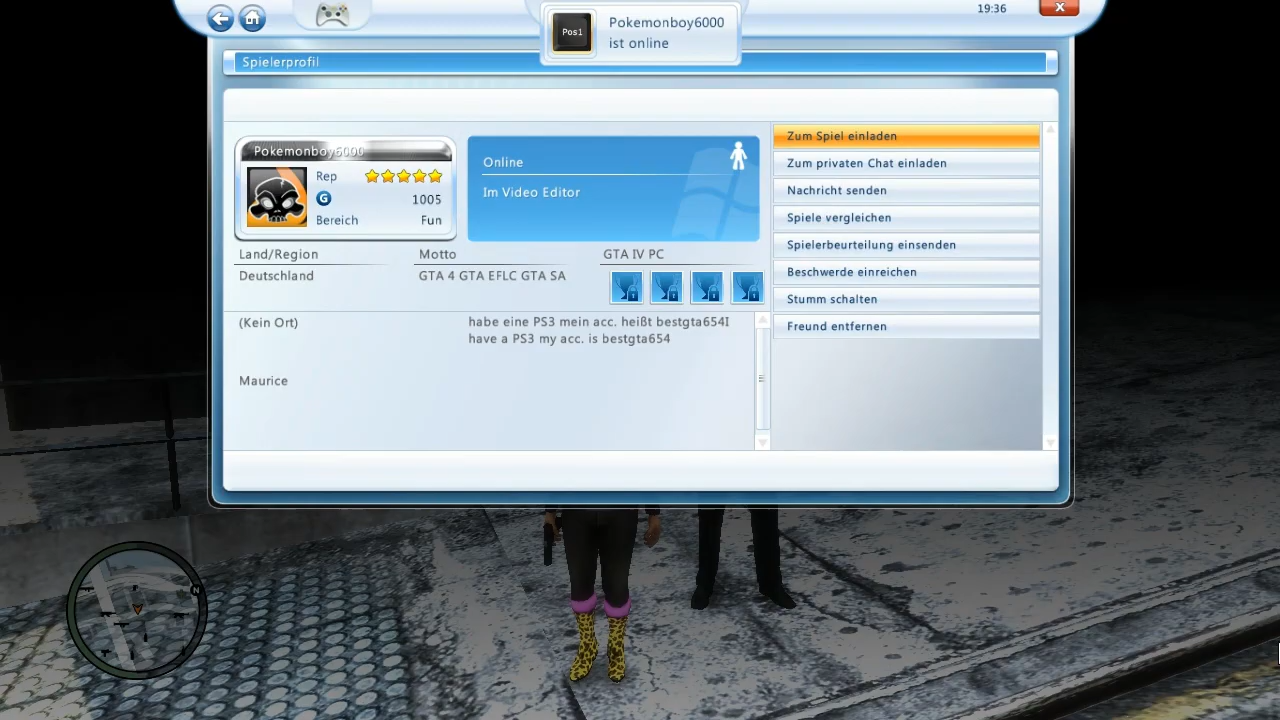 19:36
X
Pos1
Pokemonboy6000
ist online
Spielerprofil
Pokemonboy6000
Rep
G
1005
Bereich
Fun
Online
Im Video Editor
Land/Region
Deutschland
Motto
GTA 4 GTA EFLC GTA SA
GTA IV PC
(Kein Ort)
Maurice
habe eine PS3 mein acc. heißt bestgta654I
have a PS3 my acc. is bestgta654
Zum Spiel einladen
Zum privaten Chat einladen
Nachricht senden
Spiele vergleichen
Spielerbeurteilung einsenden
Beschwerde einreichen
Stumm schalten
Freund entfernen